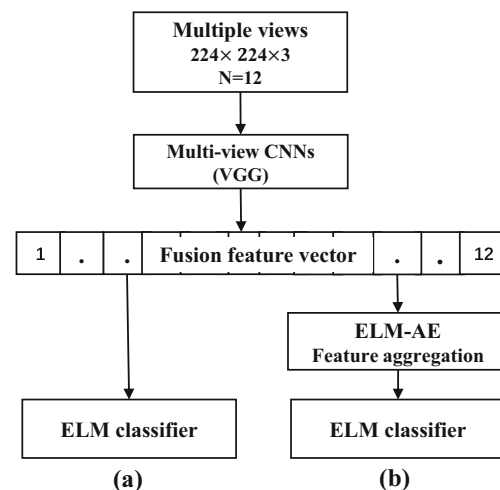 Multiple views
224× 224×3
N=12
Multi-view CNNs
(VGG)
1 . . Fusion feature vector . . 12
ELM-AE
Feature aggregation
ELM classifier ELM classifier
(a) (b)